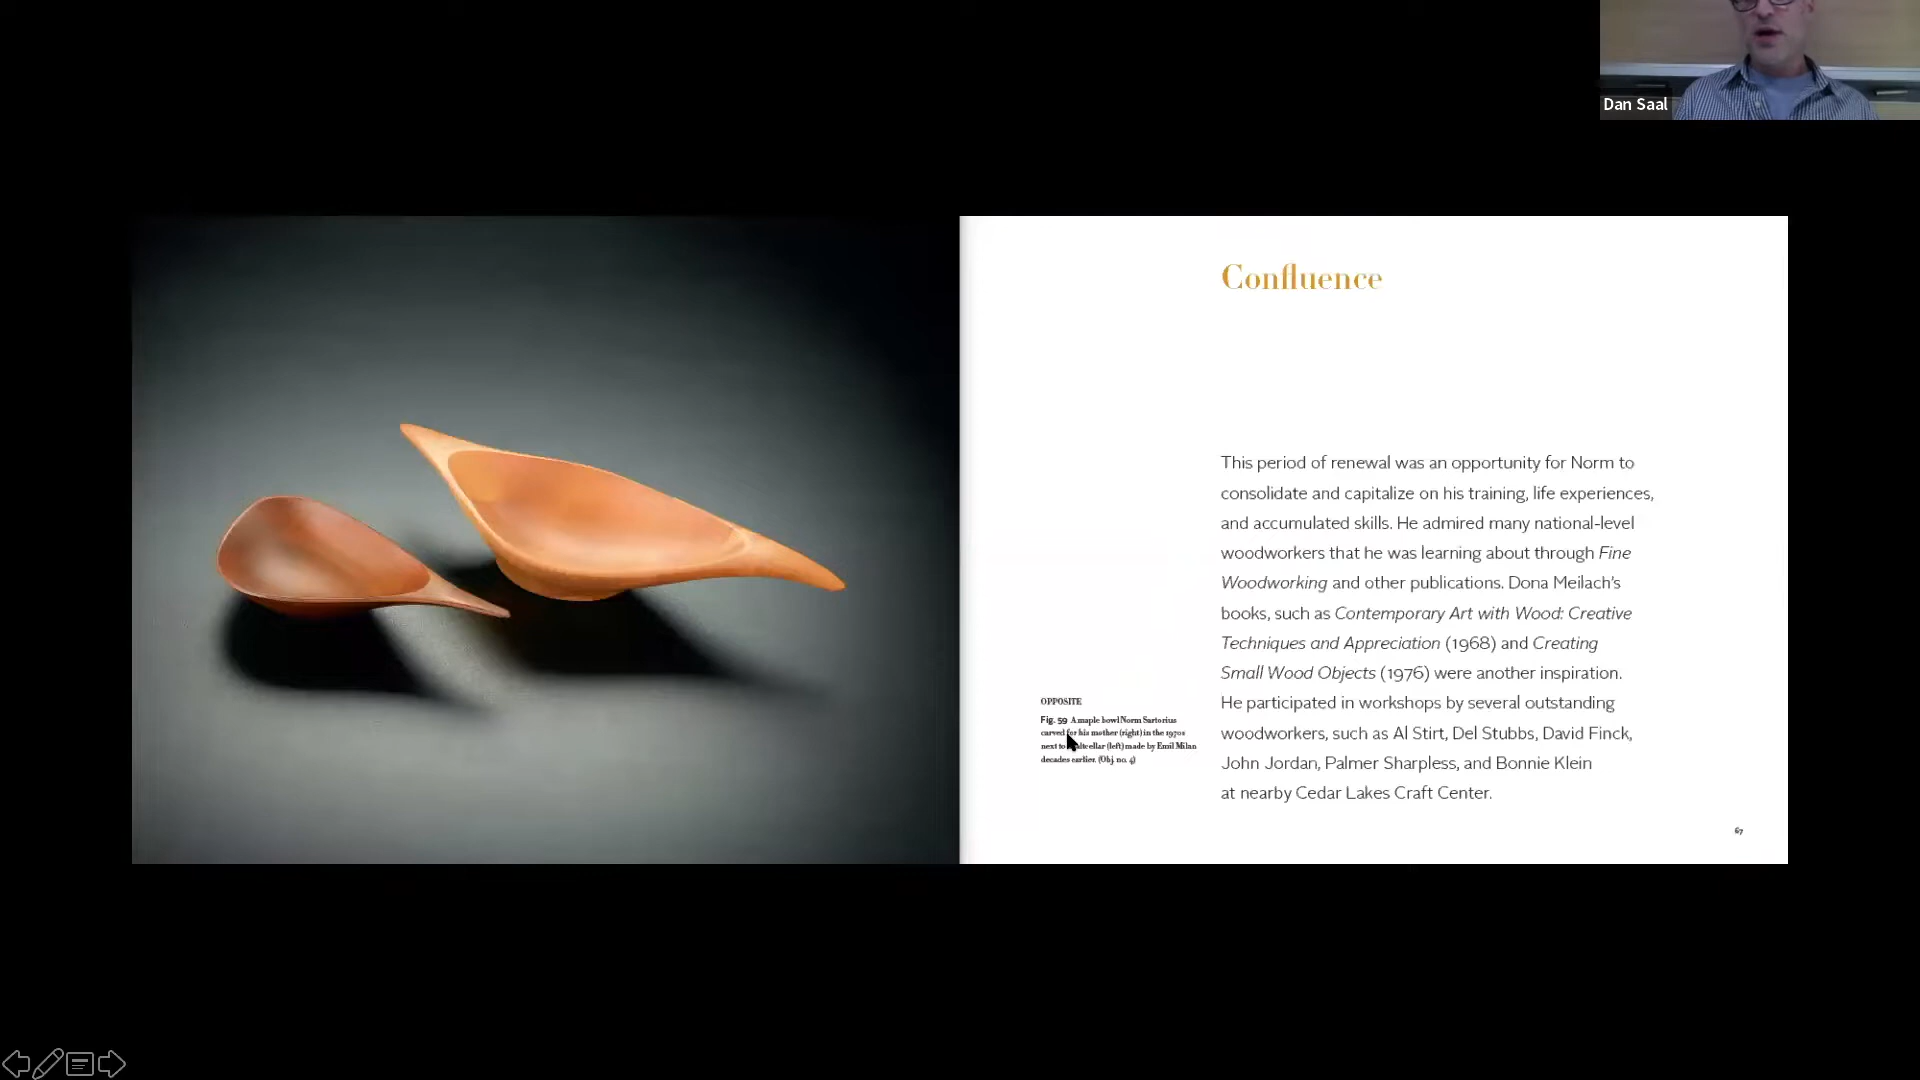 Dan Saal
Confluence
This period of renewal was an opportunity for Norm to
consolidate and capitalize on his training, life experiences,
and accumulated skills. He admired many national-level
woodworkers that he was learning about through Fine
Woodworking and other publications. Dona Meilach’s
books, such as Contemporary Art with Wood: Creative
Techniques and Appreciation (1968) and Creating
Small Wood Objects (1976) were another inspiration.
He participated in workshops by several outstanding
woodworkers, such as Al Stirt, Del Stubbs, David Finck,
John Jordan, Palmer Sharpless, and Bonnie Klein
at nearby Cedar Lakes Craft Center.
OPPOSITE
Fig. 59 A maple bowl Norm Sartorius
carved for his mother (right) in the 1970s
next to (left) made by Emil Milan
decades earlier. (Obj. no. 4)
67